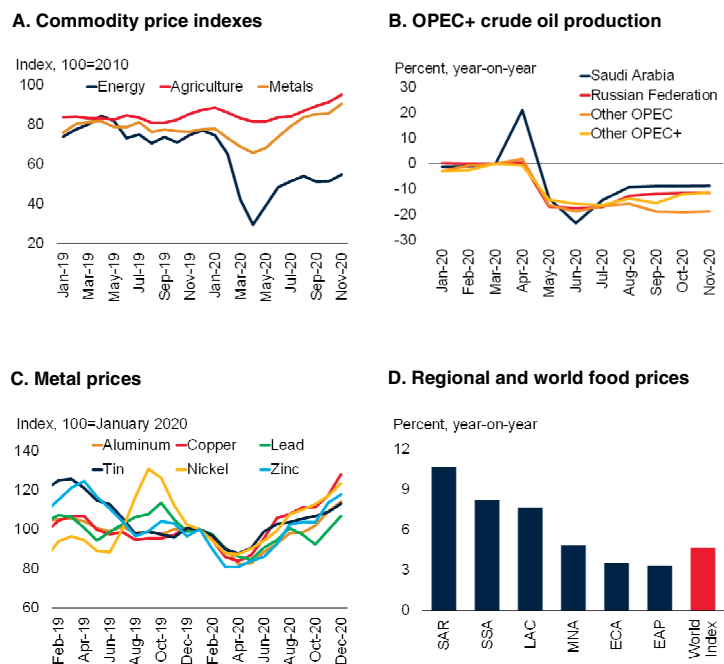 A. Commodity price indexes
Index, 100=2010
Energy Agriculture Metals
100
80
60
40
20
Jan-19 Mar-19 May-19 Jul-19 Sep-19 Nov-19 Jan-20 Mar-20 May-20 Jul-20 Sep-20 Nov-20
B. OPEC+ crude oil production
Percent, year-on-year
Saudi Arabia
Russian Federation
Other OPEC
Other OPEC+
30
20
10
0
-10
-20
-30
Jan-20 Feb-20 Mar-20 Apr-20 May-20 Jun-20 Jul-20 Aug-20 Sep-20 Oct-20 Nov-20
C. Metal prices
Index, 100=January 2020
Aluminum Copper Lead
Tin Nickel Zinc
140
120
100
80
60
Feb-19 Apr-19 Jun-19 Aug-19 Oct-19 Dec-19 Feb-20 Apr-20 Jun-20 Aug-20 Oct-20 Dec-20
D. Regional and world food prices
Percent, year-on-year
12
9
6
3
0
SAR SSA LAC MNA ECA EAP World
Index